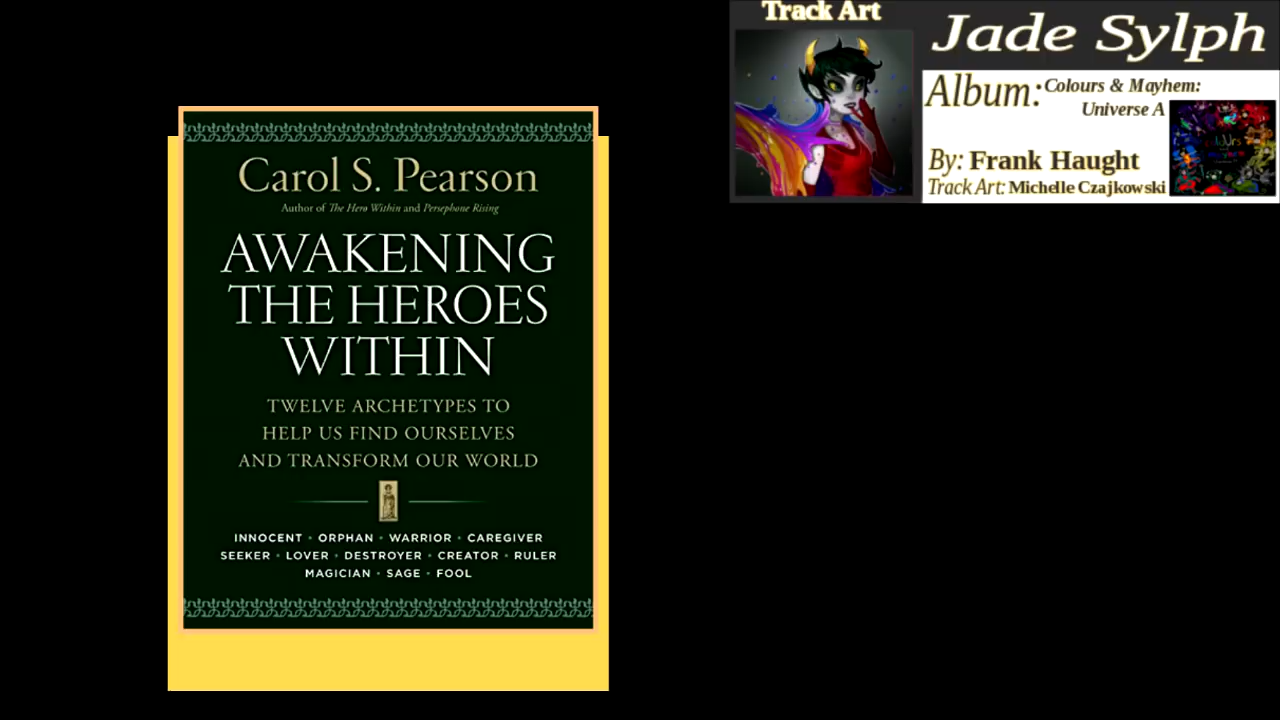 Carol S. Pearson
Author of The Hero Within and Persephone Rising
AWAKENING
THE HEROES
WITHIN
TWELVE ARCHETYPES TO
HELP US FIND OURSELVES
AND TRANSFORM OUR WORLD
INNOCENT • ORPHAN • WARRIOR • CAREGIVER
SEEKER • LOVER • DESTROYER • CREATOR • RULER
MAGICIAN • SAGE • FOOL
Track Art
Jade Sylph
Album: Colours & Mayhem:
Universe A
By: Frank Haught
Track Art: Michelle Czajkowski